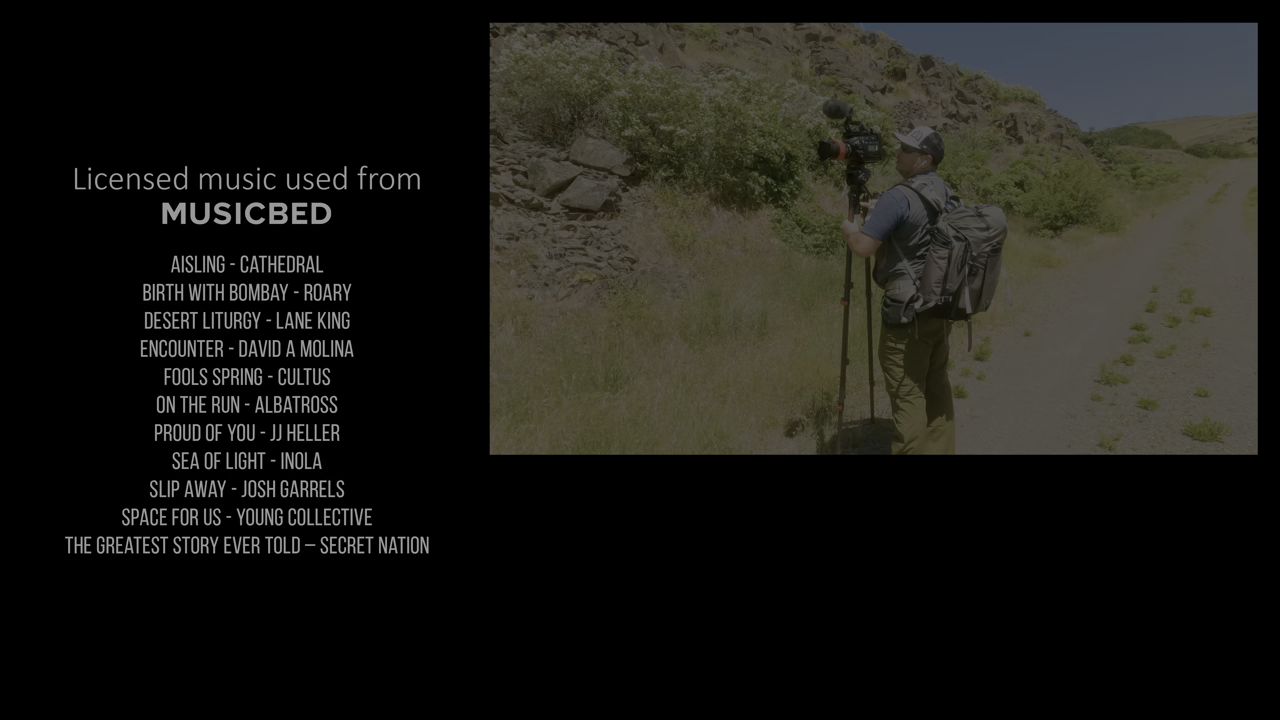 Licensed music used from
MUSICBED
AISLING - CATHEDRAL
BIRTH WITH BOMBAY - ROARY
DESERT LITURGY - LANE KING
ENCOUNTER - DAVID A MOLINA
FOOLS SPRING - CULTUS
ON THE RUN - ALBATROSS
PROUD OF YOU - JJ HELLER
SEA OF LIGHT - INOLA
SLIP AWAY - JOSH GARRELS
SPACE FOR US - YOUNG COLLECTIVE
THE GREATEST STORY EVER TOLD – SECRET NATION